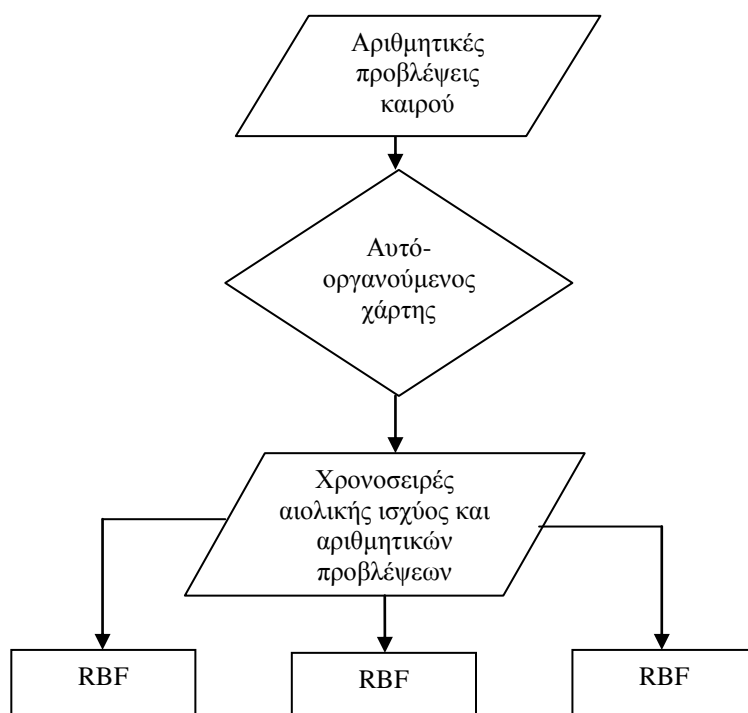 Αριθμητικές
προβλέψεις
καιρού
Αυτό-
οργανούμενος
χάρτης
Χρονοσειρές
αιολικής ισχύος και
αριθμητικών
προβλέψεων
RBF
RBF
RBF